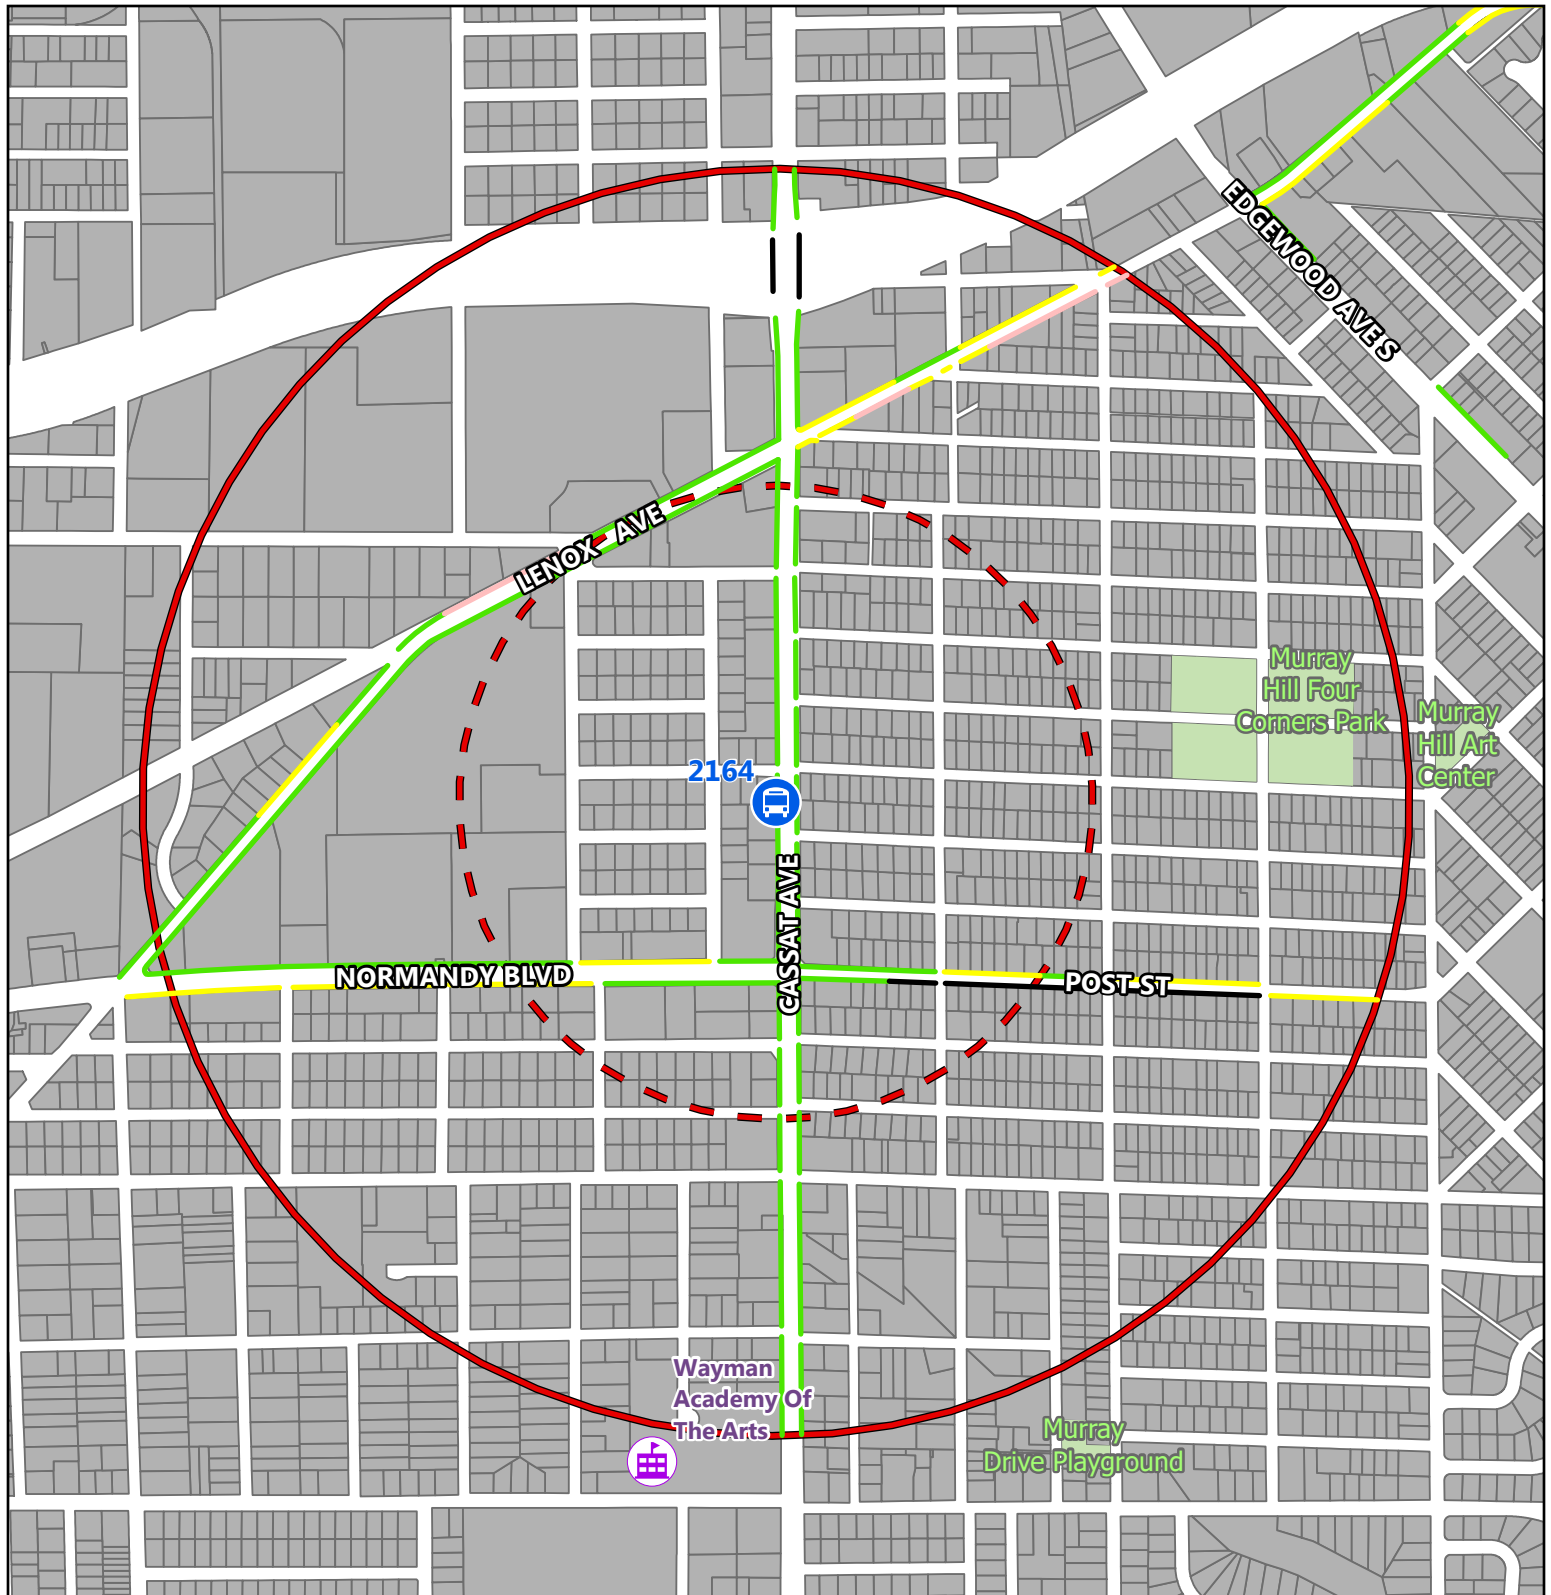 EDGEWOOD AVE S
LENOX AVE
Murray
Hill Four
Corners Park
Murray
Hill Art
Center
2164
CASSAT AVE
NORMANDY BLVD
POST ST
Wayman
Academy Of
The Arts
Murray
Drive Playground